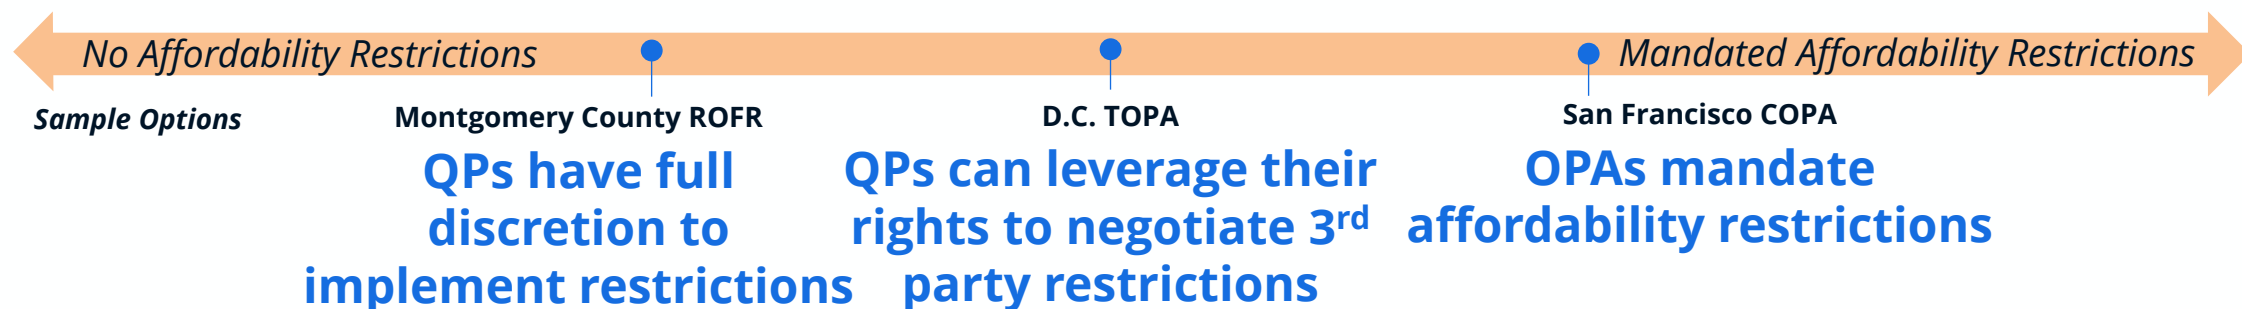 No Affordability Restrictions
Mandated Affordability Restrictions
Sample Options
Montgomery County ROFR
QPs have full
discretion to
implement restrictions
D.C. TOPA
QPs can leverage their
rights to negotiate 3rd
party restrictions
San Francisco COPA
OPAs mandate
affordability restrictions